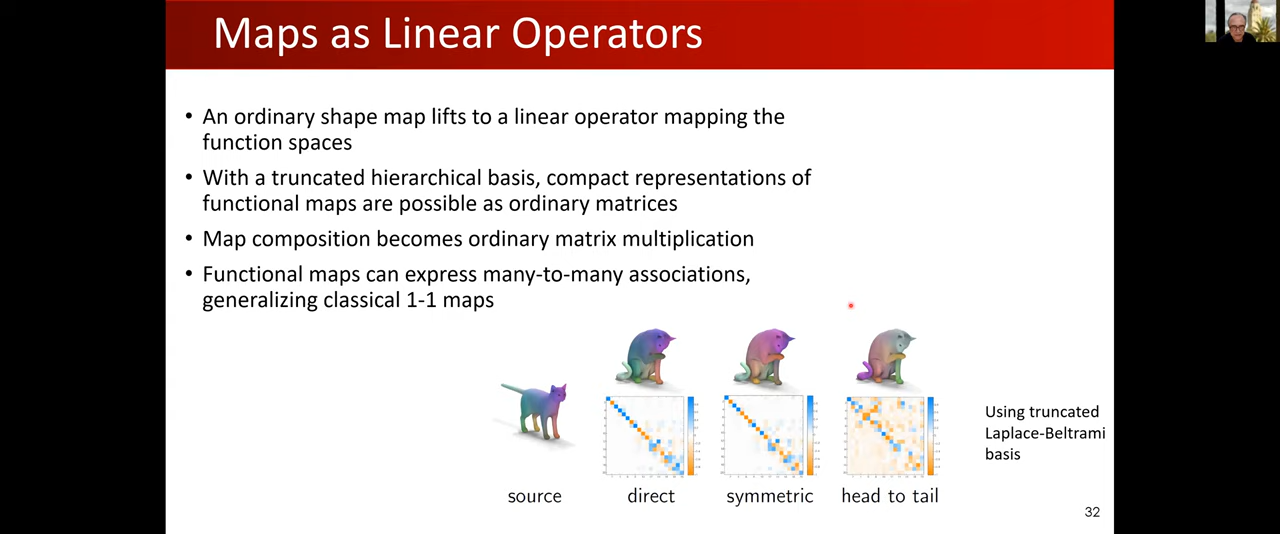 Maps as Linear Operators
• An ordinary shape map lifts to a linear operator mapping the
function spaces
• With a truncated hierarchical basis, compact representations of
functional maps are possible as ordinary matrices
• Map composition becomes ordinary matrix multiplication
• Functional maps can express many-to-many associations,
generalizing classical 1-1 maps
Using truncated
Laplace-Beltrami
basis
source
direct
symmetric
head to tail
32